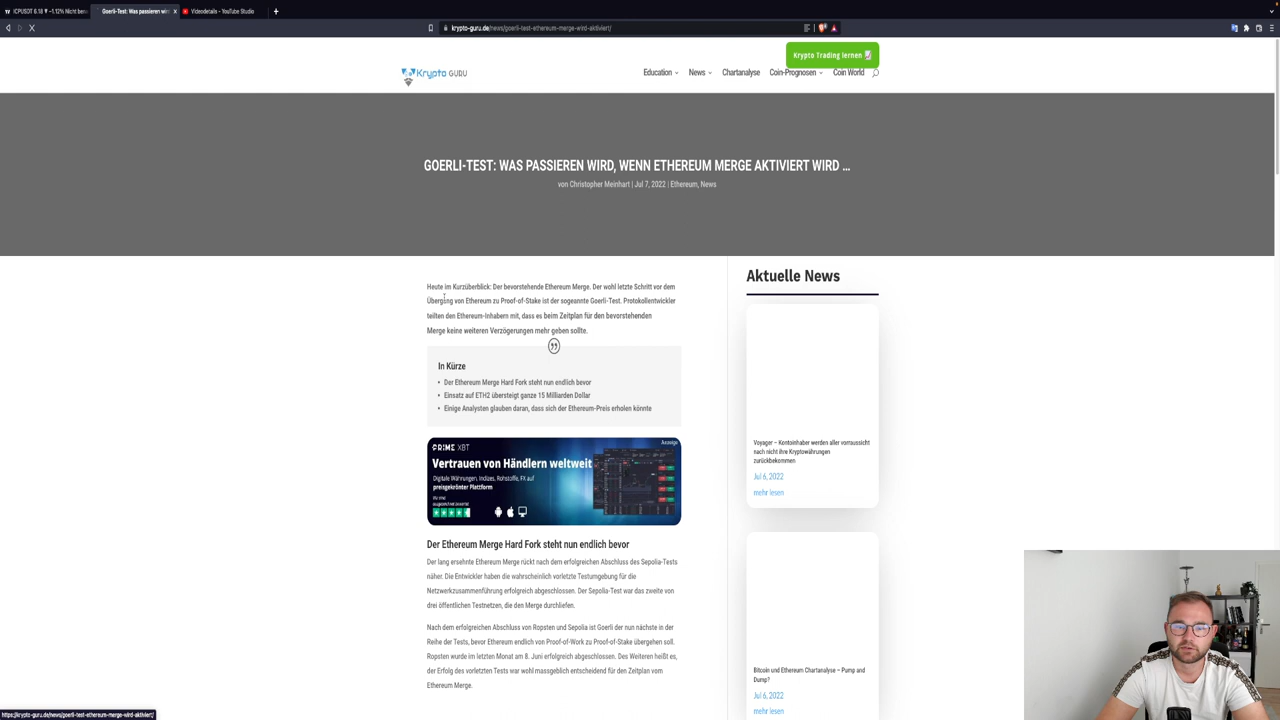 ICPUSDT 6.18 ▼ −1.12% Nicht ben
Goerli-Test: Was passieren wird
Videodetails - YouTube Studio
krypto-guru.de/news/goerli-test-ethereum-merge-wird-aktiviert/
Krypto Trading lernen
Krypto GURU
Education
News
Chartanalyse
Coin-Prognosen
Coin World
GOERLI-TEST: WAS PASSIEREN WIRD, WENN ETHEREUM MERGE AKTIVIERT WIRD ...
von Christopher Meinhart | Jul 7, 2022 | Ethereum, News
Heute im Kurzüberblick: Der bevorstehende Ethereum Merge. Der wohl letzte Schritt vor dem
Übergang von Ethereum zu Proof-of-Stake ist der sogeannte Goerli-Test. Protokollentwickler
teilten den Ethereum-Inhabern mit, dass es beim Zeitplan für den bevorstehenden
Merge keine weiteren Verzögerungen mehr geben sollte.
In Kürze
• Der Ethereum Merge Hard Fork steht nun endlich bevor
• Einsatz auf ETH2 übersteigt ganze 15 Milliarden Dollar
• Einige Analysten glauben daran, dass sich der Ethereum-Preis erholen könnte
PRIME XBT
Anzeige
Vertrauen von Händlern weltweit
Digitale Währungen, Indizes, Rohstoffe, FX auf
preisgekrönter Plattform
Der Ethereum Merge Hard Fork steht nun endlich bevor
Der lang ersehnte Ethereum Merge rückt nach dem erfolgreichen Abschluss des Sepolia-Tests
näher. Die Entwickler haben die wahrscheinlich vorletzte Testumgebung für die
Netzwerkzusammenführung erfolgreich abgeschlossen. Der Sepolia-Test war das zweite von
drei öffentlichen Testnetzen, die den Merge durchliefen.
Nach dem erfolgreichen Abschluss von Ropsten und Sepolia ist Goerli der nun nächste in der
Reihe der Tests, bevor Ethereum endlich von Proof-of-Work zu Proof-of-Stake übergehen soll.
Ropsten wurde im letzten Monat am 8. Juni erfolgreich abgeschlossen. Des Weiteren heißt es,
der Erfolg des vorletzten Tests war wohl massgeblich entscheidend für den Zeitplan vom
Ethereum Merge.
Aktuelle News
Voyager – Kontoinhaber werden aller vorraussicht
nach nicht ihre Kryptowährungen
zurückbekommen
Jul 6, 2022
mehr lesen
Bitcoin und Ethereum Chartanalyse – Pump and
Dump?
Jul 6, 2022
mehr lesen
https://krypto-guru.de/news/goerli-test-ethereum-merge-wird-aktiviert/